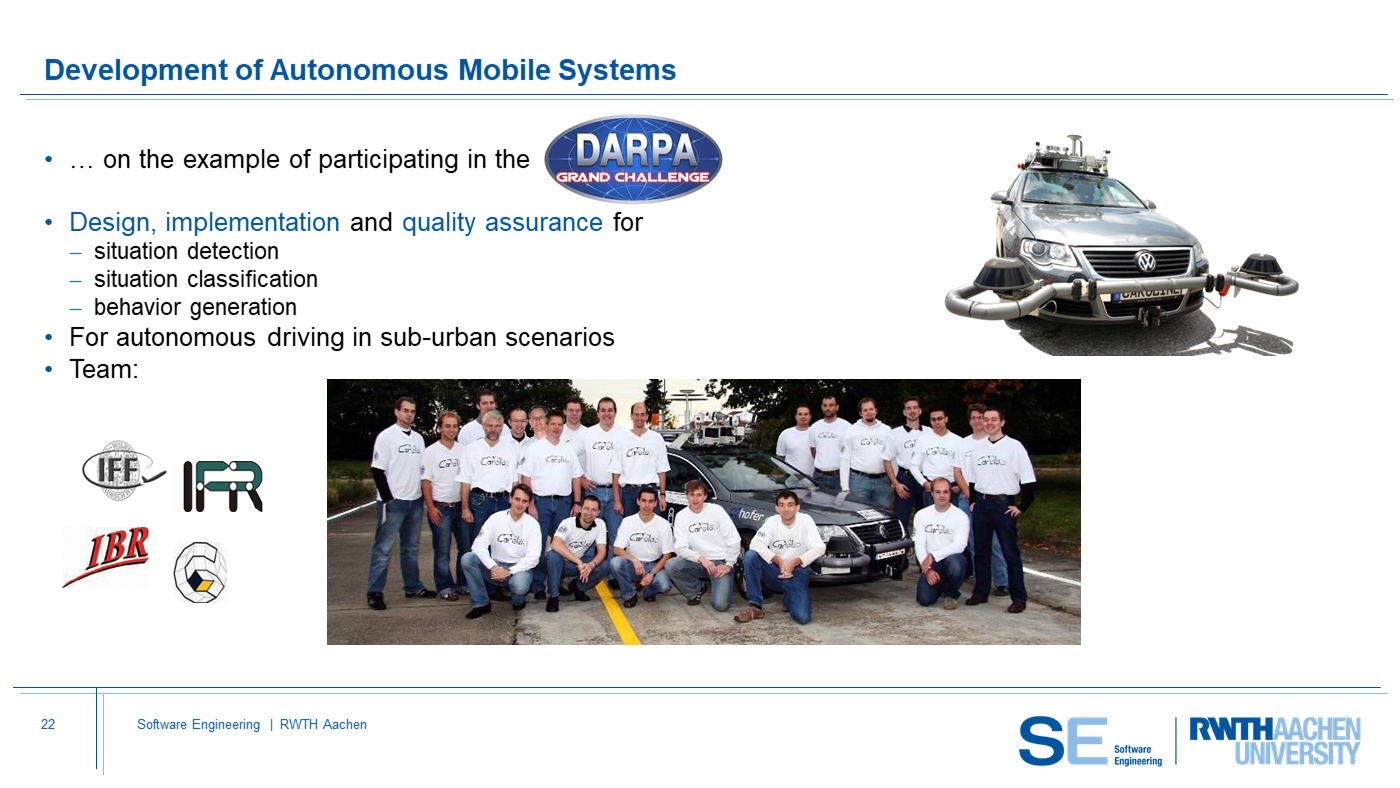 Development of Autonomous Mobile Systems
• … on the example of participating in the
DARPA
GRAND CHALLENGE
• Design, implementation and quality assurance for
– situation detection
– situation classification
– behavior generation
• For autonomous driving in sub-urban scenarios
• Team:
IFF
IFR
IBR
Carolo
hofer
22
Software Engineering | RWTH Aachen
SE Software
Engineering
RWTHAACHEN
UNIVERSITY